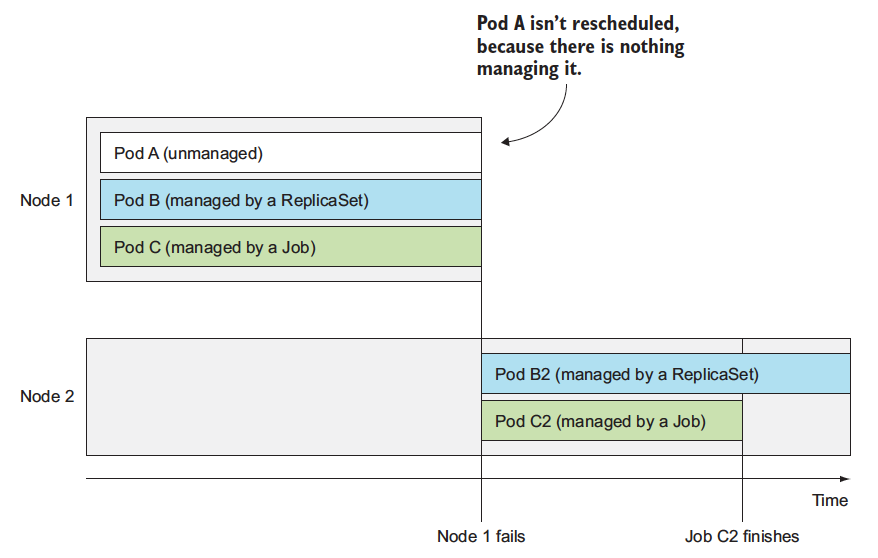 Pod A isn't rescheduled,
because there is nothing
managing it.
Pod A (unmanaged)
Node 1
Pod B (managed by a ReplicaSet)
Pod C (managed by a Job)
Pod B2 (managed by a ReplicaSet)
Node 2
Pod C2 (managed by a Job)
Time
Node 1 fails
Job C2 finishes